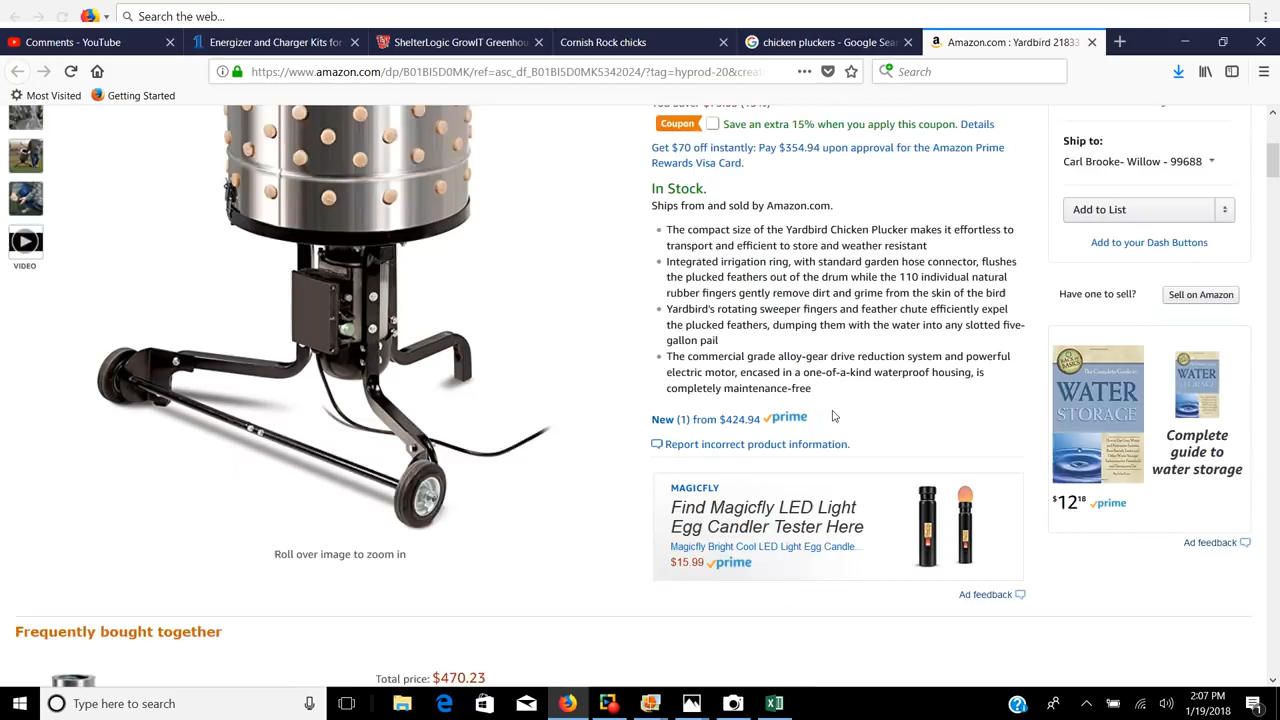 Search the web...
Comments - YouTube
Energizer and Charger Kits for
ShelterLogic GrowIT Greenhou
Cornish Rock chicks
chicken pluckers - Google Sea
Amazon.com : Yardbird 21833
https://www.amazon.com/dp/B01BI5D0MK/ref=asc_df_B01BI5D0MK5342024/?tag=hyprod-20&creat
Search
Most Visited
Getting Started
Coupon Save an extra 15% when you apply this coupon. Details
Get $70 off instantly: Pay $354.94 upon approval for the Amazon Prime
Rewards Visa Card.
In Stock.
Ships from and sold by Amazon.com.
The compact size of the Yardbird Chicken Plucker makes it effortless to
transport and efficient to store and weather resistant
Integrated irrigation ring, with standard garden hose connector, flushes
the plucked feathers out of the drum while the 110 individual natural
rubber fingers gently remove dirt and grime from the skin of the bird
Yardbird's rotating sweeper fingers and feather chute efficiently expel
the plucked feathers, dumping them with the water into any slotted five-
gallon pail
The commercial grade alloy-gear drive reduction system and powerful
electric motor, encased in a one-of-a-kind waterproof housing, is
completely maintenance-free
New (1) from $424.94 prime
Report incorrect product information.
MAGICFLY
Find Magicfly LED Light
Egg Candler Tester Here
Magicfly Bright Cool LED Light Egg Candle...
$15.99 prime
Ad feedback
VIDEO
Roll over image to zoom in
Ship to:
Carl Brooke- Willow - 99688
Add to List
Add to your Dash Buttons
Have one to sell?
Sell on Amazon
WATER
STORAGE
WATER
STORAGE
Complete
guide to
water storage
$12 18 prime
Ad feedback
Frequently bought together
Total price: $470.23
Type here to search
2:07 PM
1/19/2018